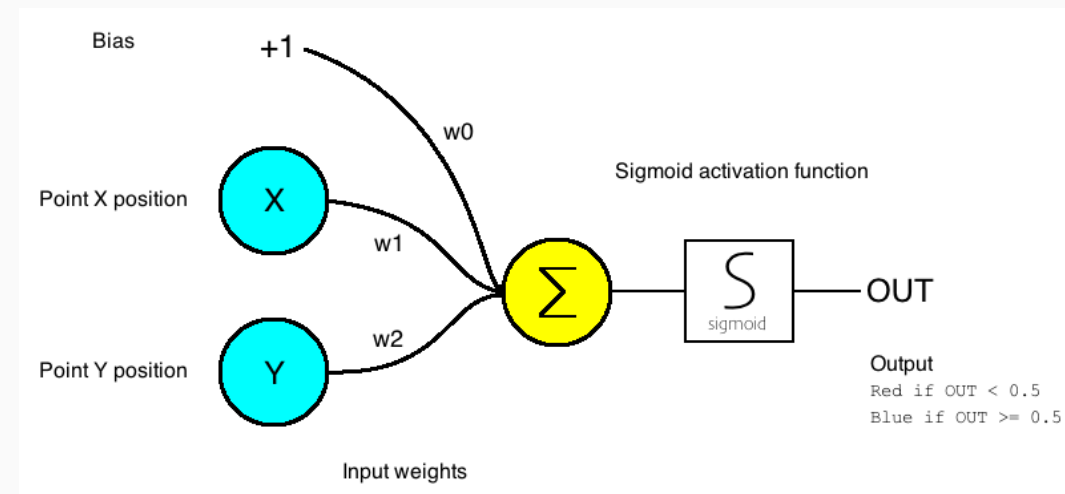 Bias
+1
w0
Sigmoid activation function
Point X position
X
w1
Σ
sigmoid
OUT
w2
Point Y position
Y
Output
Red if OUT < 0.5
Blue if OUT >= 0.5
Input weights